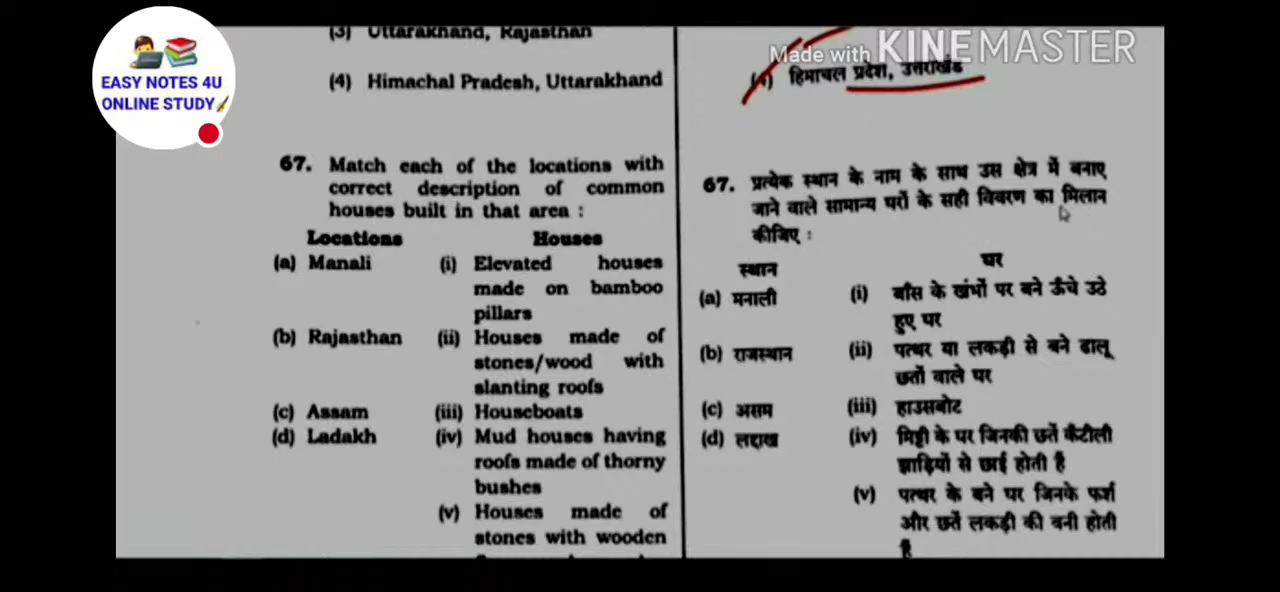 EASY NOTES 4U
ONLINE STUDY
Made with KINEMASTER
(3) Uttarakhand, Rajasthan
(4) Himachal Pradesh, Uttarakhand
67. Match each of the locations with
correct description of common
houses built in that area :
Locations Houses
(a) Manali (i) Elevated houses
made on bamboo
pillars
(b) Rajasthan (ii) Houses made of
stones/wood with
slanting roofs
(c) Assam (iii) Houseboats
(d) Ladakh (iv) Mud houses having
roofs made of thorny
bushes
(v) Houses made of
stones with wooden
(4) हिमाचल प्रदेश, उत्तराखंड
67. प्रत्येक स्थान के नाम के साथ उस क्षेत्र में बनाए
जाने वाले सामान्य घरों के सही विवरण का मिलान
कीजिए :
स्थान घर
(a) मनाली (i) बाँस के खंभों पर बने ऊँचे उठे
हुए घर
(b) राजस्थान (ii) पत्थर या लकड़ी से बने ढालू
छतों वाले घर
(c) असम (iii) हाउसबोट
(d) लद्दाख (iv) मिट्टी के घर जिनकी छतें कँटीली
झाड़ियों से छाई होती हैं
(v) पत्थर के बने घर जिनके फर्श
और छतें लकड़ी की बनी होती
हैं